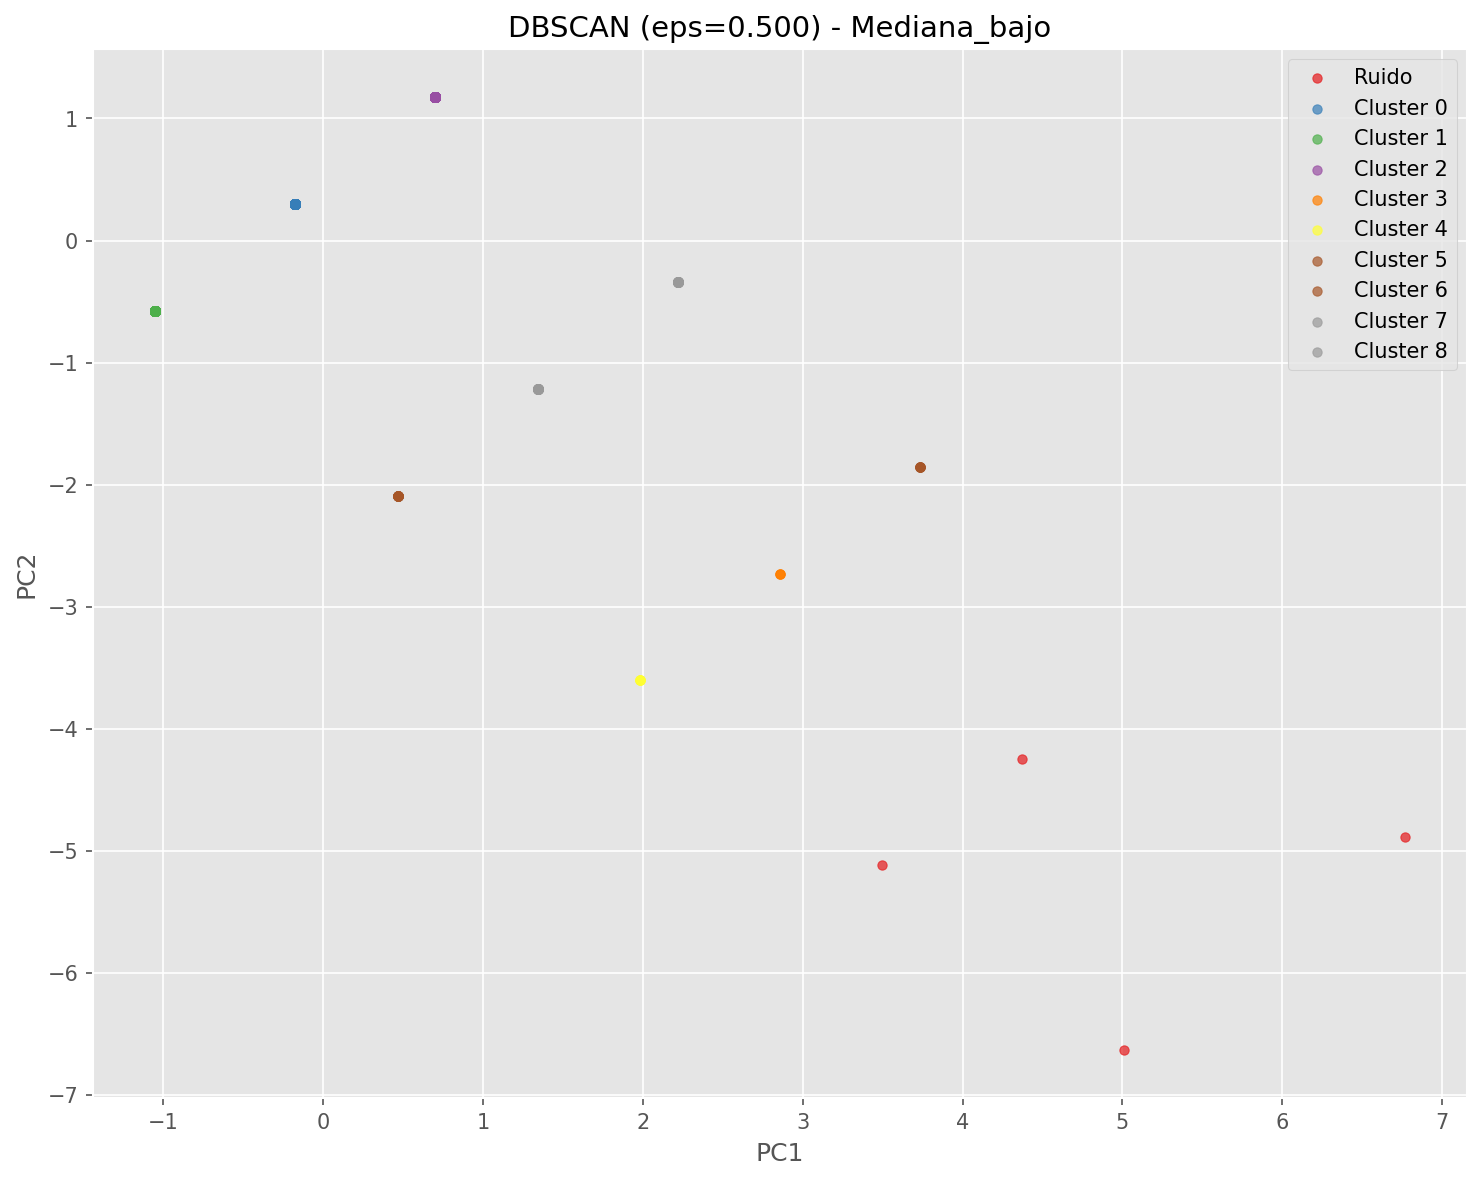 DBSCAN (eps=0.500) - Mediana_bajo
Ruido
Cluster 0
Cluster 1
Cluster 2
Cluster 3
Cluster 4
Cluster 5
Cluster 6
Cluster 7
Cluster 8
1
0
−1
−2
−3
−4
−5
−6
−7
PC2
−1 0 1 2 3 4 5 6 7
PC1